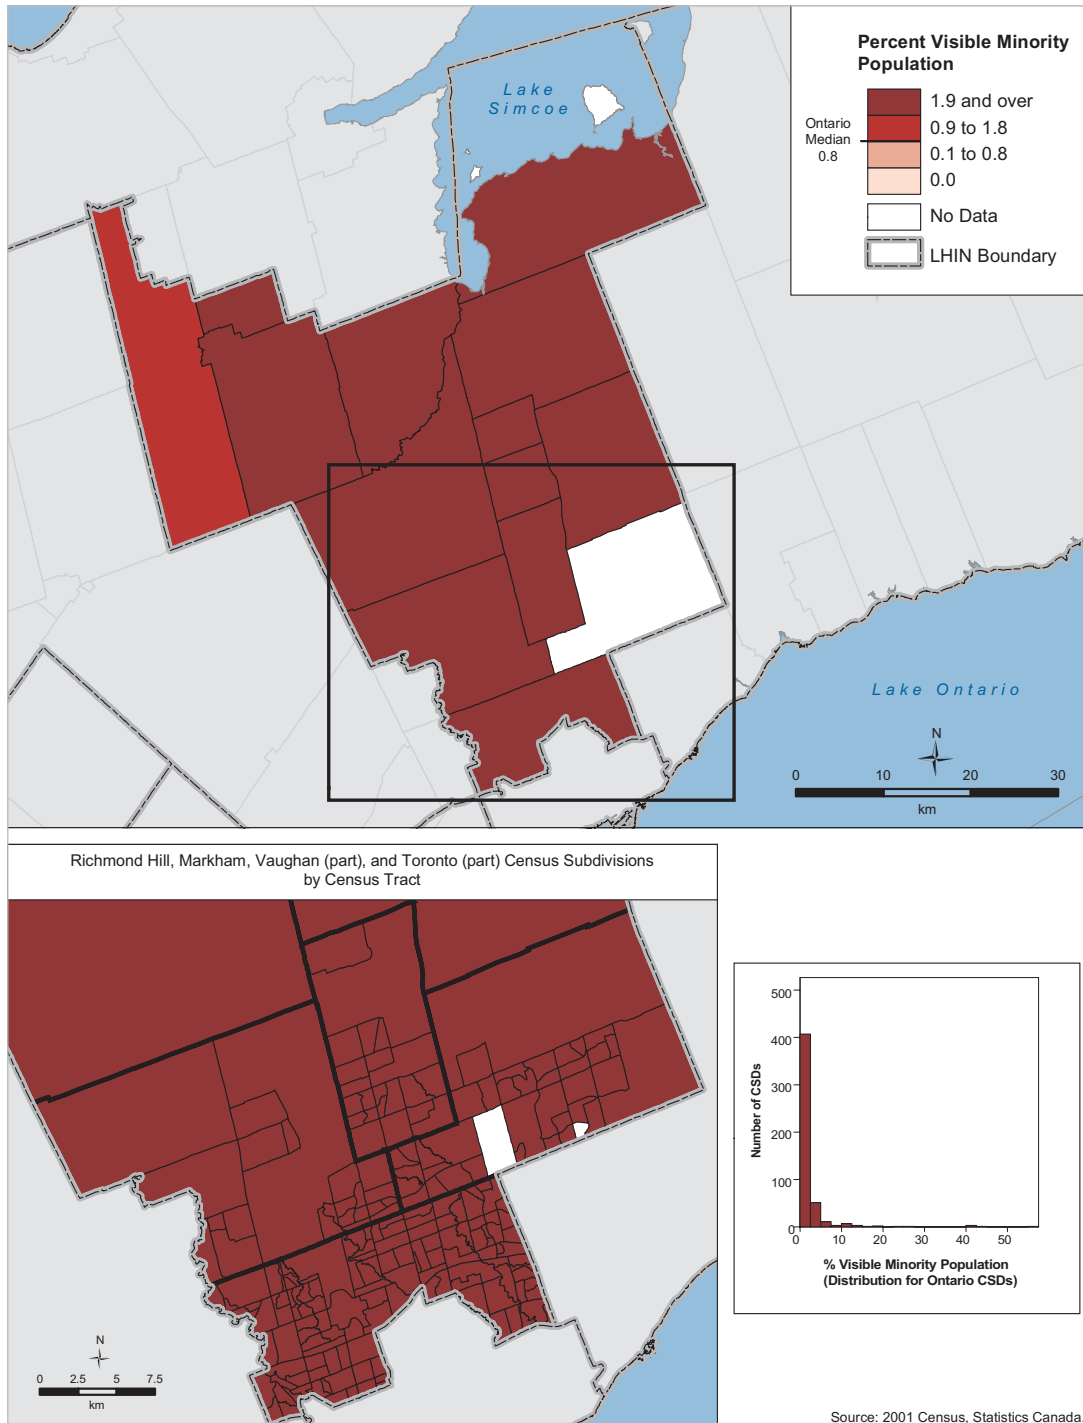 Percent Visible Minority
Population
1.9 and over
0.9 to 1.8
0.1 to 0.8
0.0
Ontario
Median
0.8
No Data
LHIN Boundary
Lake
Simcoe
Lake Ontario
N
0 10 20 30
km
Richmond Hill, Markham, Vaughan (part), and Toronto (part) Census Subdivisions
by Census Tract
N
0 2.5 5 7.5
km
500
400
300
200
100
0
Number of CSDs
0 10 20 30 40 50
% Visible Minority Population
(Distribution for Ontario CSDs)
Source: 2001 Census, Statistics Canada.